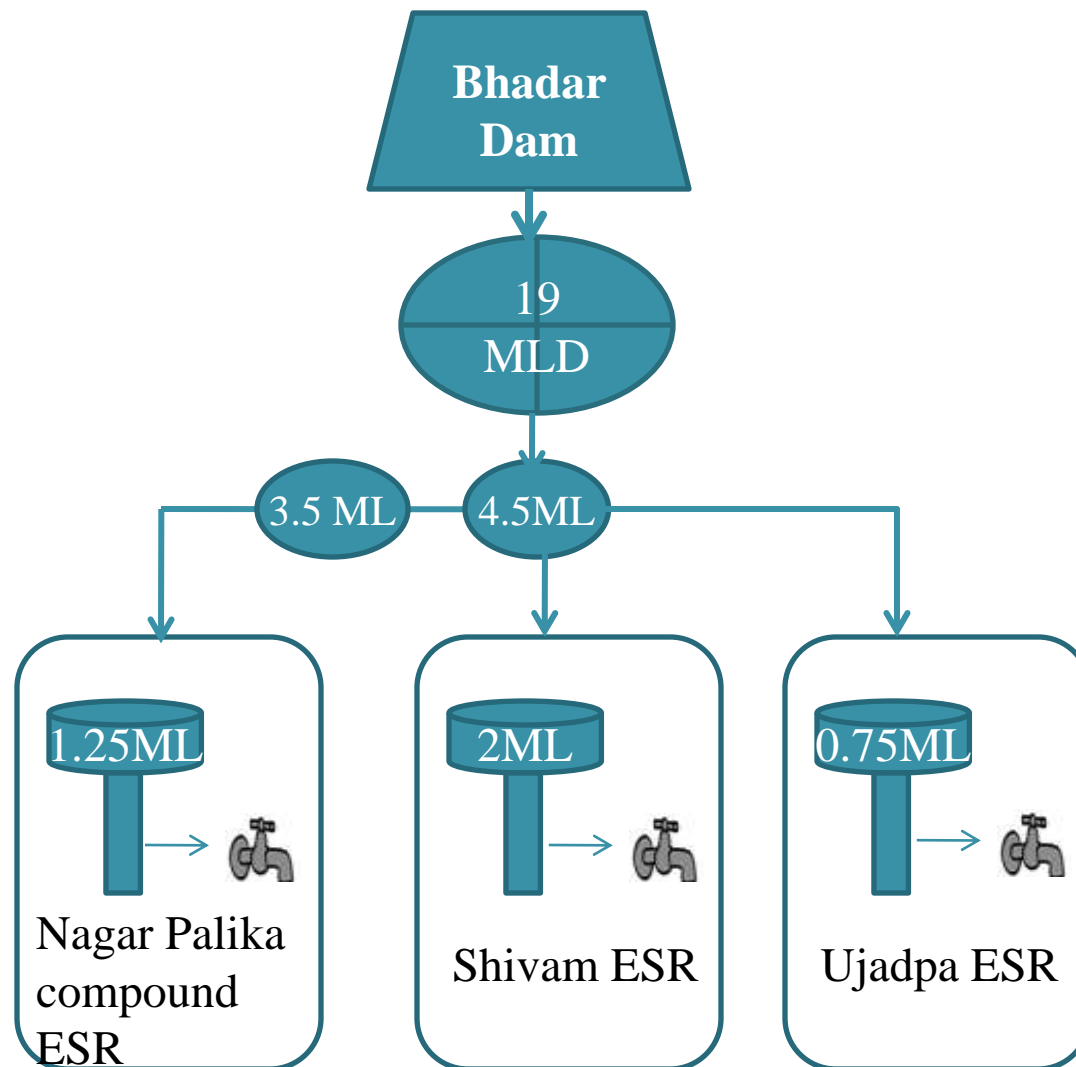 Bhadar
Dam
19
MLD
3.5 ML
4.5ML
1.25ML
2ML
0.75ML
Nagar Palika
compound
ESR
Shivam ESR
Ujadpa ESR